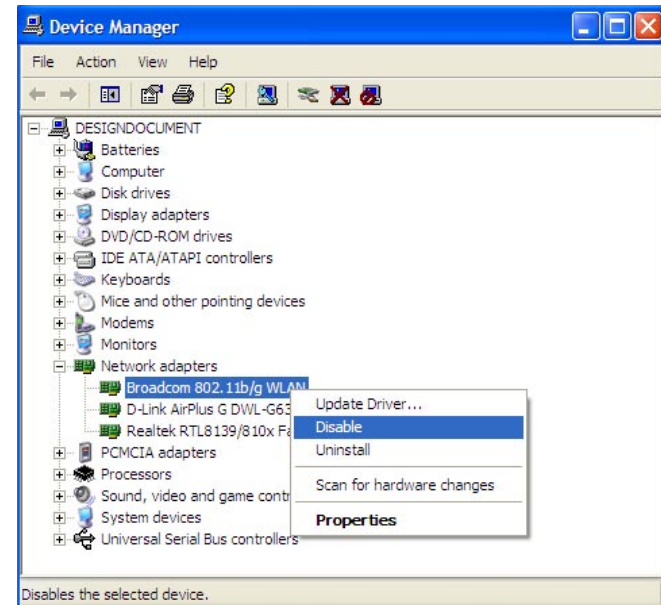 Device Manager
File Action View Help
DESIGNDOCUMENT
Batteries
Computer
Disk drives
Display adapters
DVD/CD-ROM drives
IDE ATA/ATAPI controllers
Keyboards
Mice and other pointing devices
Modems
Monitors
Network adapters
Broadcom 802.11b/g WLAN
D-Link AirPlus G DWL-G63
Realtek RTL8139/810x Fa
PCMCIA adapters
Processors
Sound, video and game contr
System devices
Universal Serial Bus controllers
Update Driver...
Disable
Uninstall
Scan for hardware changes
Properties
Disables the selected device.